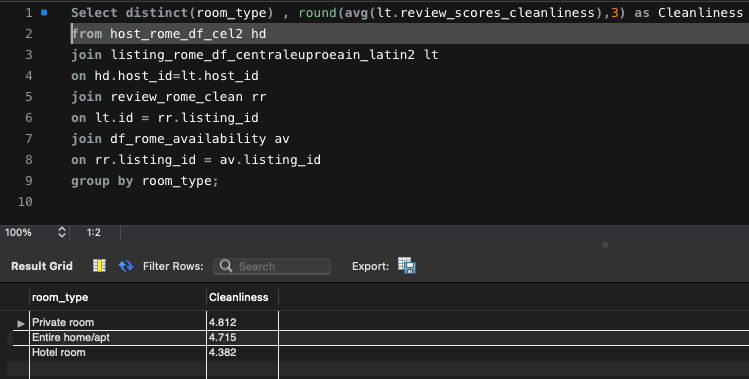 1 Select distinct(room_type) , round(avg(lt.review_scores_cleanliness),3) as Cleanliness
2 from host_rome_df_cel2 hd
3 join listing_rome_df_centraleuproeain_latin2 lt
4 on hd.host_id=lt.host_id
5 join review_rome_clean rr
6 on lt.id = rr.listing_id
7 join df_rome_availability av
8 on rr.listing_id = av.listing_id
9 group by room_type;
10
100% 1:2
Result Grid Filter Rows: Search Export:
room_type Cleanliness
Private room 4.812
Entire home/apt 4.715
Hotel room 4.382